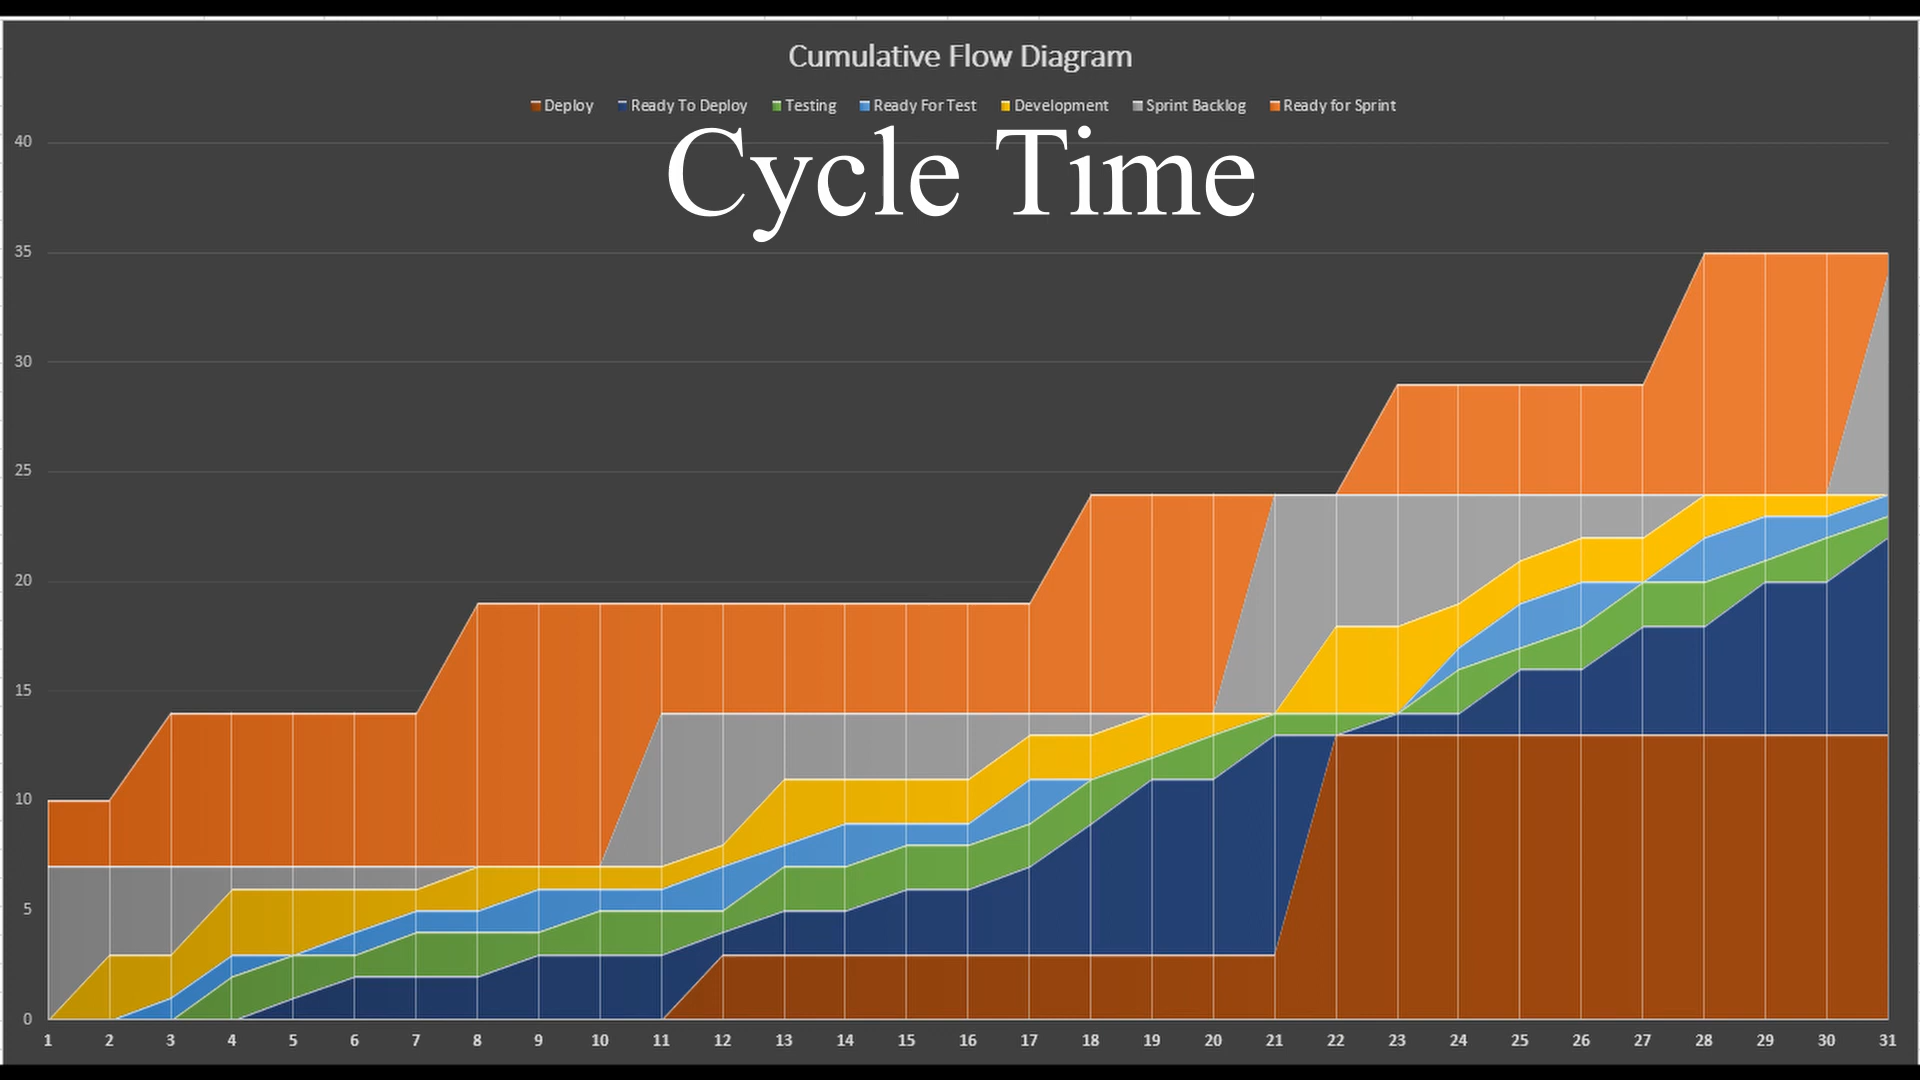 Cumulative Flow Diagram
Deploy Ready To Deploy Testing Ready For Test Development Sprint Backlog Ready for Sprint
Cycle Time
40
35
30
25
20
15
10
5
0
1 2 3 4 5 6 7 8 9 10 11 12 13 14 15 16 17 18 19 20 21 22 23 24 25 26 27 28 29 30 31